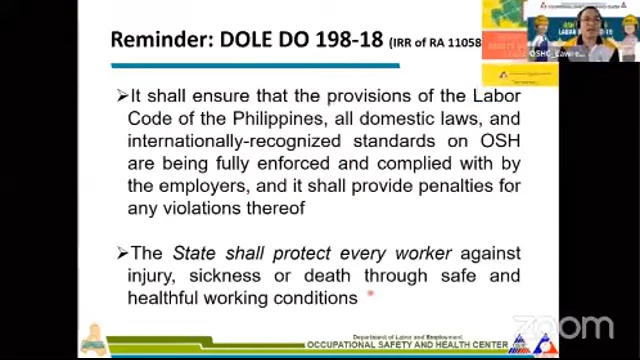 Reminder: DOLE DO 198-18 (IRR of RA 11058
➢It shall ensure that the provisions of the Labor
Code of the Philippines, all domestic laws, and
internationally-recognized standards on OSH
are being fully enforced and complied with by
the employers, and it shall provide penalties for
any violations thereof
➢The State shall protect every worker against
injury, sickness or death through safe and
healthful working conditions
Department of Labor and Employment
OCCUPATIONAL SAFETY AND HEALTH CENTER
zoom